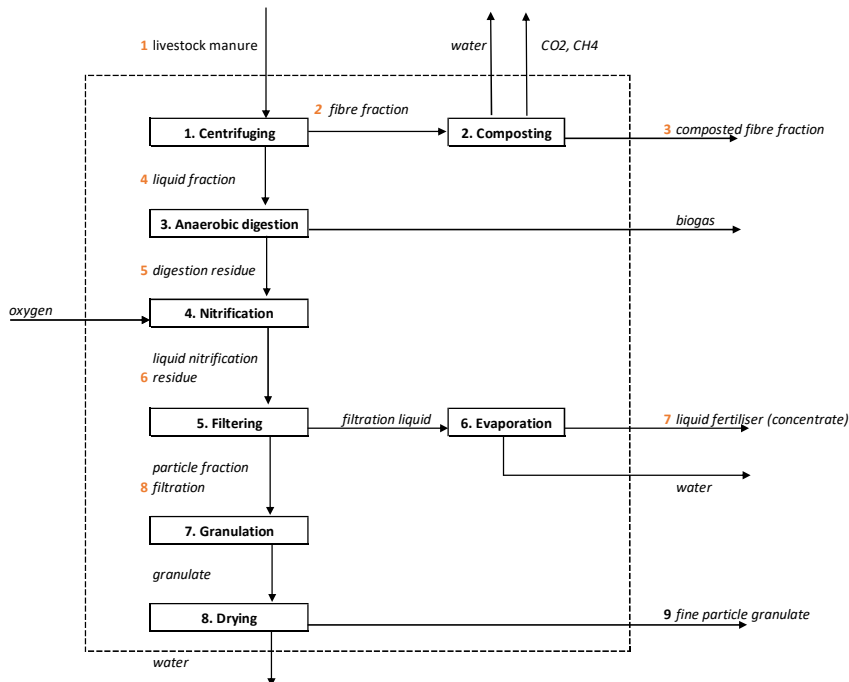 1 livestock manure
water
CO2, CH4
2 fibre fraction
1. Centrifuging
2. Composting
3 composted fibre fraction
4 liquid fraction
3. Anaerobic digestion
biogas
5 digestion residue
oxygen
4. Nitrification
liquid nitrification
6 residue
filtration liquid
5. Filtering
6. Evaporation
7 liquid fertiliser (concentrate)
particle fraction
8 filtration
water
7. Granulation
granulate
8. Drying
9 fine particle granulate
water